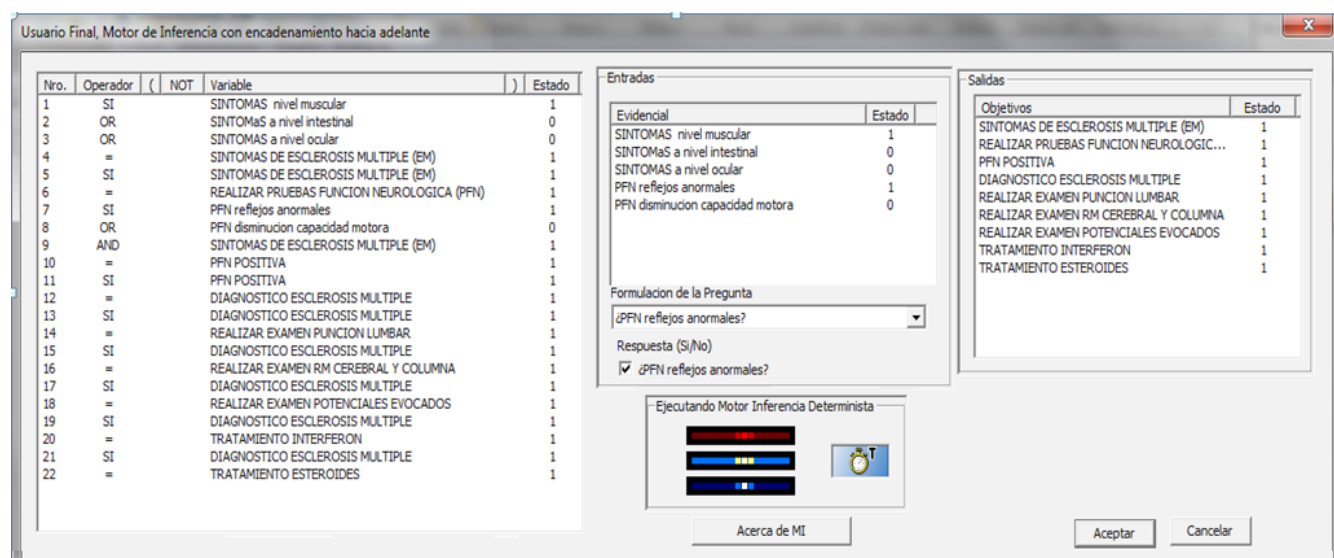 Usuario Final, Motor de Inferencia con encadenamiento hacia adelante
Nro. Operador ( NOT Variable ) Estado
1 SI SINTOMAS nivel muscular 1
2 OR SINTOMaS a nivel intestinal 0
3 OR SINTOMAS a nivel ocular 0
4 = SINTOMAS DE ESCLEROSIS MULTIPLE (EM) 1
5 SI SINTOMAS DE ESCLEROSIS MULTIPLE (EM) 1
6 = REALIZAR PRUEBAS FUNCION NEUROLOGICA (PFN) 1
7 SI PFN reflejos anormales 1
8 OR PFN disminucion capacidad motora 0
9 AND SINTOMAS DE ESCLEROSIS MULTIPLE (EM) 1
10 = PFN POSITIVA 1
11 SI PFN POSITIVA 1
12 = DIAGNOSTICO ESCLEROSIS MULTIPLE 1
13 SI DIAGNOSTICO ESCLEROSIS MULTIPLE 1
14 = REALIZAR EXAMEN PUNCION LUMBAR 1
15 SI DIAGNOSTICO ESCLEROSIS MULTIPLE 1
16 = REALIZAR EXAMEN RM CEREBRAL Y COLUMNA 1
17 SI DIAGNOSTICO ESCLEROSIS MULTIPLE 1
18 = REALIZAR EXAMEN POTENCIALES EVOCADOS 1
19 SI DIAGNOSTICO ESCLEROSIS MULTIPLE 1
20 = TRATAMIENTO INTERFERON 1
21 SI DIAGNOSTICO ESCLEROSIS MULTIPLE 1
22 = TRATAMIENTO ESTEROIDES 1
Entradas
Evidencial Estado
SINTOMAS nivel muscular 1
SINTOMaS a nivel intestinal 0
SINTOMAS a nivel ocular 0
PFN reflejos anormales 1
PFN disminucion capacidad motora 0
Formulacion de la Pregunta
¿PFN reflejos anormales?
Respuesta (Si/No)
¿PFN reflejos anormales?
Ejecutando Motor Inferencia Determinista
T
Acerca de MI
Salidas
Objetivos Estado
SINTOMAS DE ESCLEROSIS MULTIPLE (EM) 1
REALIZAR PRUEBAS FUNCION NEUROLOGIC... 1
PFN POSITIVA 1
DIAGNOSTICO ESCLEROSIS MULTIPLE 1
REALIZAR EXAMEN PUNCION LUMBAR 1
REALIZAR EXAMEN RM CEREBRAL Y COLUMNA 1
REALIZAR EXAMEN POTENCIALES EVOCADOS 1
TRATAMIENTO INTERFERON 1
TRATAMIENTO ESTEROIDES 1
Aceptar
Cancelar